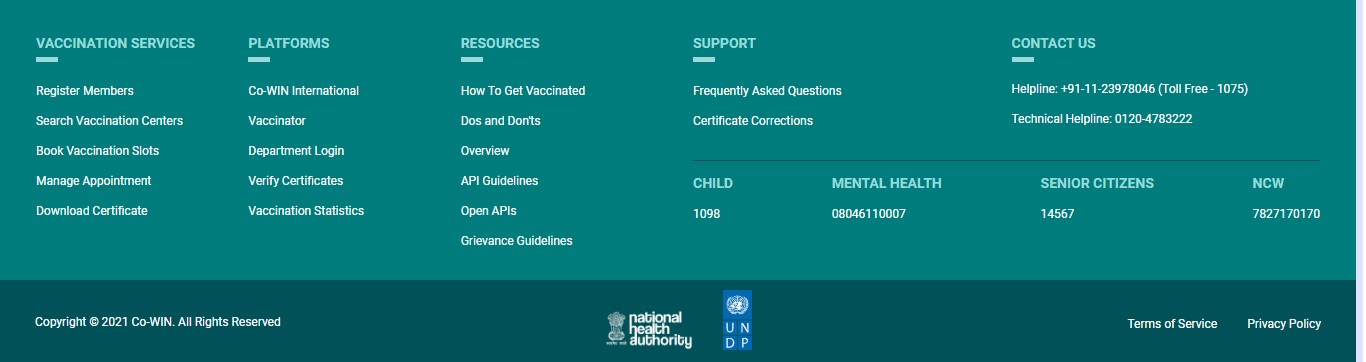 VACCINATION SERVICES
Register Members
Search Vaccination Centers
Book Vaccination Slots
Manage Appointment
Download Certificate
PLATFORMS
Co-WIN International
Vaccinator
Department Login
Verify Certificates
Vaccination Statistics
RESOURCES
How To Get Vaccinated
Dos and Don'ts
Overview
API Guidelines
Open APIs
Grievance Guidelines
SUPPORT
Frequently Asked Questions
Certificate Corrections
CONTACT US
Helpline: +91-11-23978046 (Toll Free - 1075)
Technical Helpline: 0120-4783222
CHILD
1098
MENTAL HEALTH
08046110007
SENIOR CITIZENS
14567
NCW
7827170170
Copyright © 2021 Co-WIN. All Rights Reserved
national
health
authority
U N
D P
Terms of Service
Privacy Policy